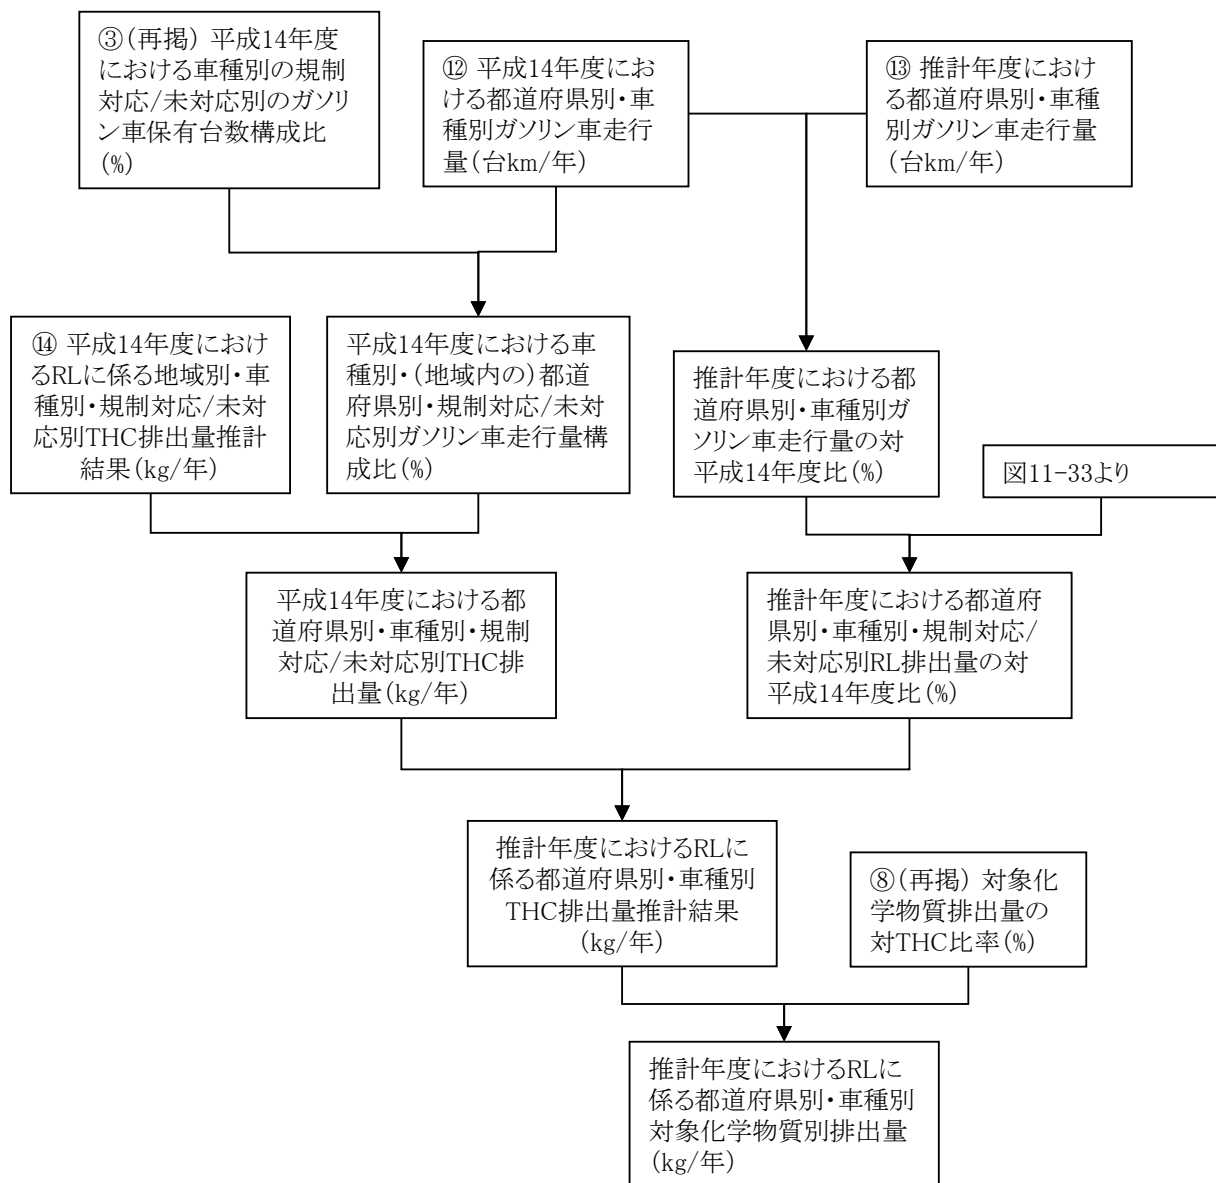 ③(再掲) 平成14年度
における車種別の規制
対応/未対応別のガソリ
ン車保有台数構成比
(%)
⑫ 平成14年度にお
ける都道府県別・車
種別ガソリン車走行
量(台km/年)
⑬ 推計年度におけ
る都道府県別・車種
別ガソリン車走行量
(台km/年)
⑭ 平成14年度におけ
るRLに係る地域別・車
種別・規制対応/未対
応別THC排出量推計
結果(kg/年)
平成14年度における車
種別・(地域内の)都道
府県別・規制対応/未対
応別ガソリン車走行量構
成比(%)
推計年度における都
道府県別・車種別ガ
ソリン車走行量の対
平成14年度比(%)
図11-33より
平成14年度における都
道府県別・車種別・規制
対応/未対応別THC排
出量(kg/年)
推計年度における都道府
県別・車種別・規制対応/
未対応別RL排出量の対
平成14年度比(%)
推計年度におけるRLに
係る都道府県別・車種別
THC排出量推計結果
(kg/年)
⑧(再掲) 対象化
学物質排出量の
対THC比率(%)
推計年度におけるRLに
係る都道府県別・車種別
対象化学物質別排出量
(kg/年)